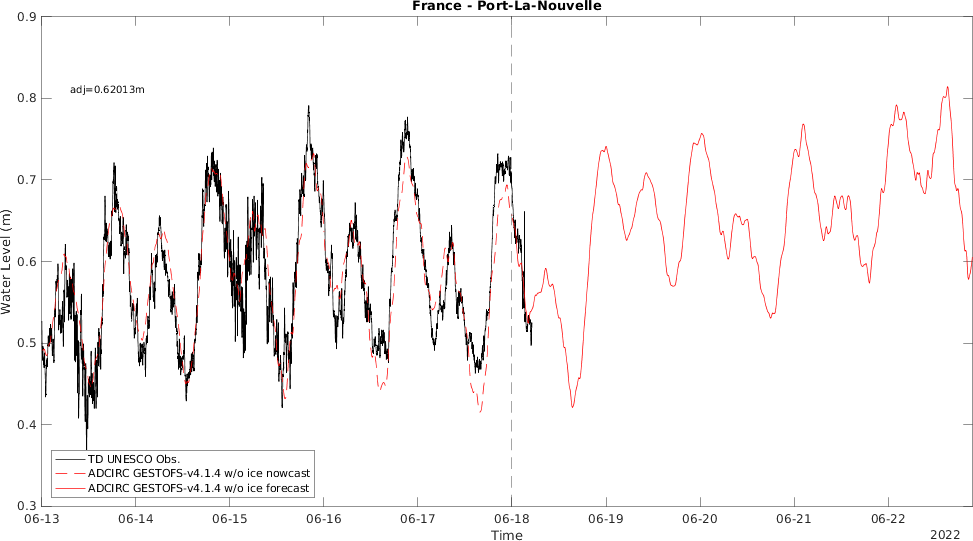 France - Port-La-Nouvelle
adj=0.62013m
Water Level (m)
0.9
0.8
0.7
0.6
0.5
0.4
0.3
TD UNESCO Obs.
ADCIRC GESTOFS-v4.1.4 w/o ice nowcast
ADCIRC GESTOFS-v4.1.4 w/o ice forecast
06-13 06-14 06-15 06-16 06-17 06-18 06-19 06-20 06-21 06-22
Time
2022